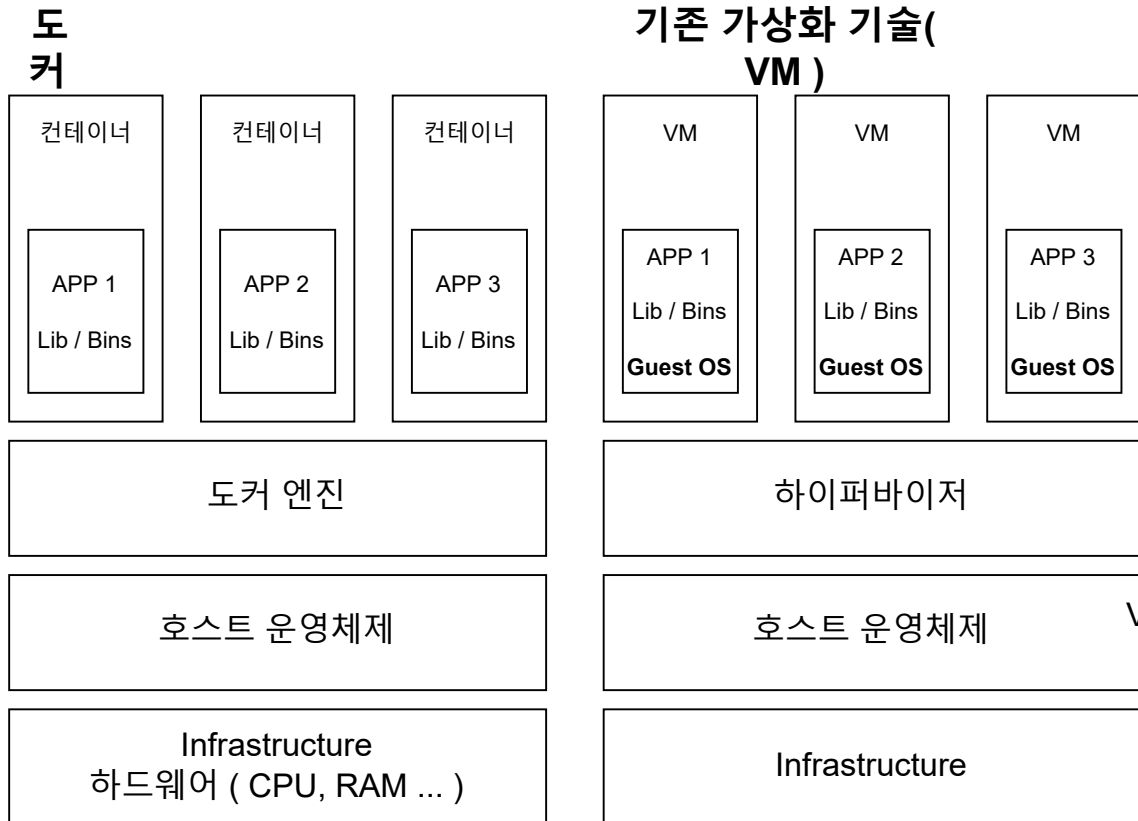 도
커
컨테이너
컨테이너
컨테이너
APP 1
Lib / Bins
APP 2
Lib / Bins
APP 3
Lib / Bins
도커 엔진
호스트 운영체제
Infrastructure
하드웨어 ( CPU, RAM ... )
기존 가상화 기술(
VM )
VM
VM
VM
APP 1
Lib / Bins
Guest OS
APP 2
Lib / Bins
Guest OS
APP 3
Lib / Bins
Guest OS
하이퍼바이저
호스트 운영체제
Infrastructure